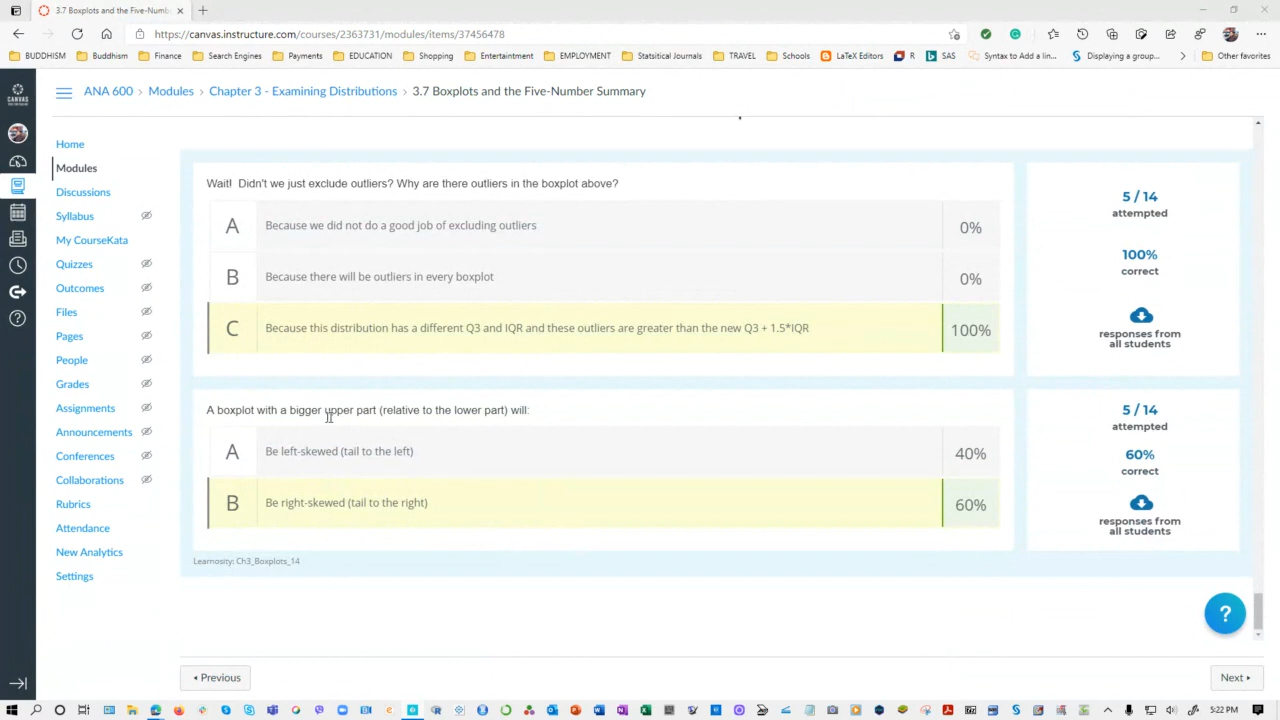 3.7 Boxplots and the Five-Numb
https://canvas.instructure.com/courses/2363731/modules/items/37456478
BUDDHISM Buddhism Finance Search Engines Payments EDUCATION Shopping Entertainment EMPLOYMENT Statsitical Journals TRAVEL Schools LaTeX Editors R SAS Syntax to Add a lin... Displaying a group... Other favorites
CANVAS
ANA 600 › Modules › Chapter 3 - Examining Distributions › 3.7 Boxplots and the Five-Number Summary
Home
Modules
Discussions
Syllabus
My CourseKata
Quizzes
Outcomes
Files
Pages
People
Grades
Assignments
Announcements
Conferences
Collaborations
Rubrics
Attendance
New Analytics
Settings
Wait! Didn't we just exclude outliers? Why are there outliers in the boxplot above?
A Because we did not do a good job of excluding outliers 0%
B Because there will be outliers in every boxplot 0%
C Because this distribution has a different Q3 and IQR and these outliers are greater than the new Q3 + 1.5*IQR 100%
5 / 14
attempted
100%
correct
responses from
all students
A boxplot with a bigger upper part (relative to the lower part) will:
A Be left-skewed (tail to the left) 40%
B Be right-skewed (tail to the right) 60%
5 / 14
attempted
60%
correct
responses from
all students
Learnosity: Ch3_Boxplots_14
?
Previous
Next
5:22 PM